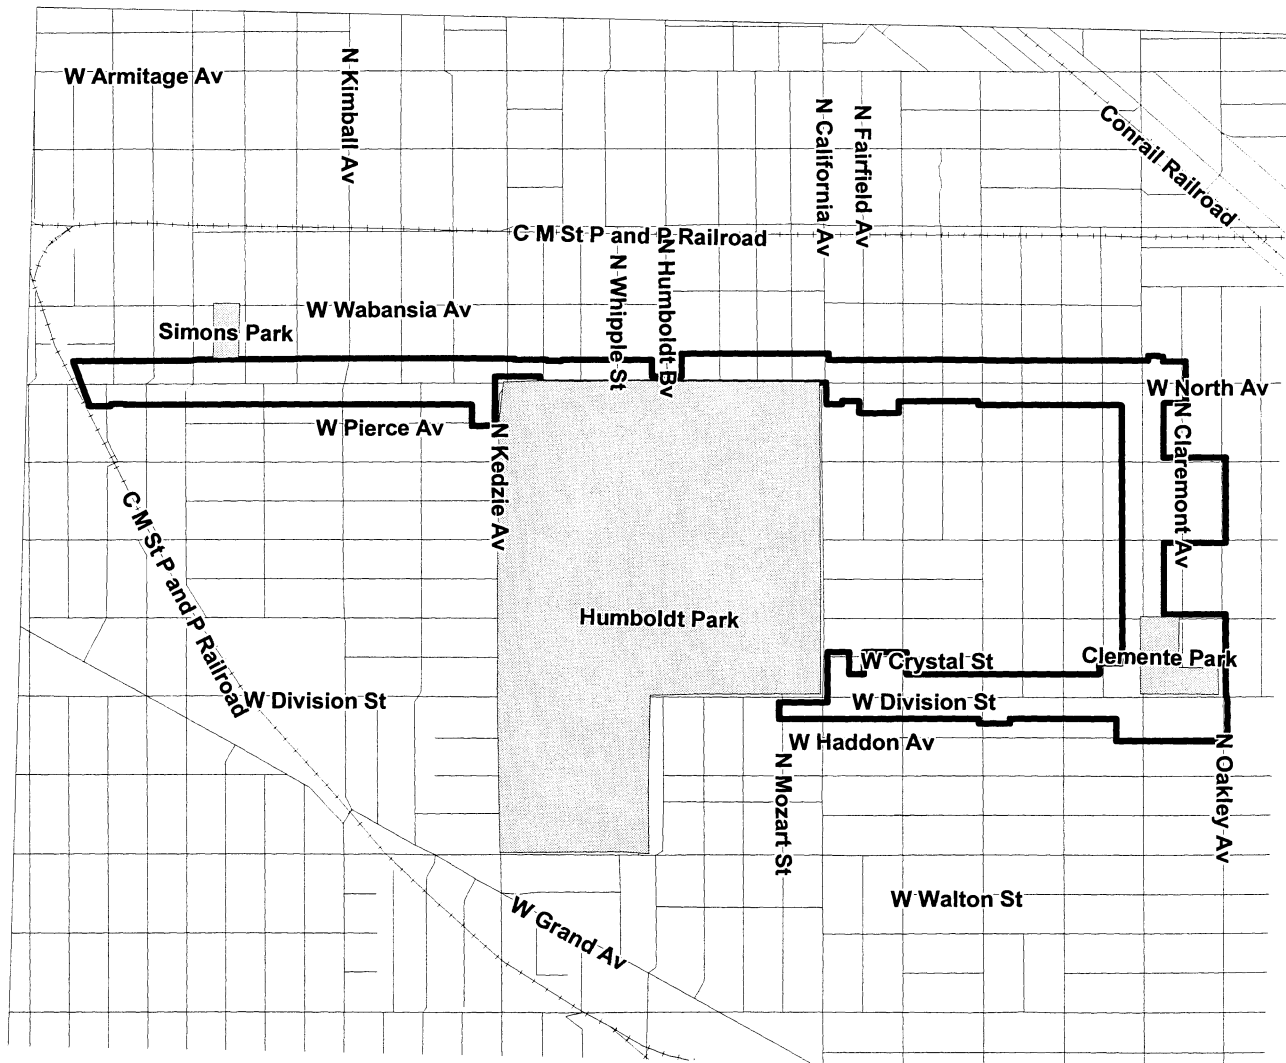 W Armitage Av
N Kimball Av
N California Av
N Fairfield Av
Conrail Railroad
C M St P and P Railroad
N Whipple St
N Humboldt Bv
W Wabansia Av
Simons Park
W North Av
W Pierce Av
N Kedzie Av
N Claremont Av
C M St P and P Railroad
Humboldt Park
W Crystal St
Clemente Park
W Division St
W Division St
W Haddon Av
N Mozart St
N Oakley Av
W Walton St
W Grand Av